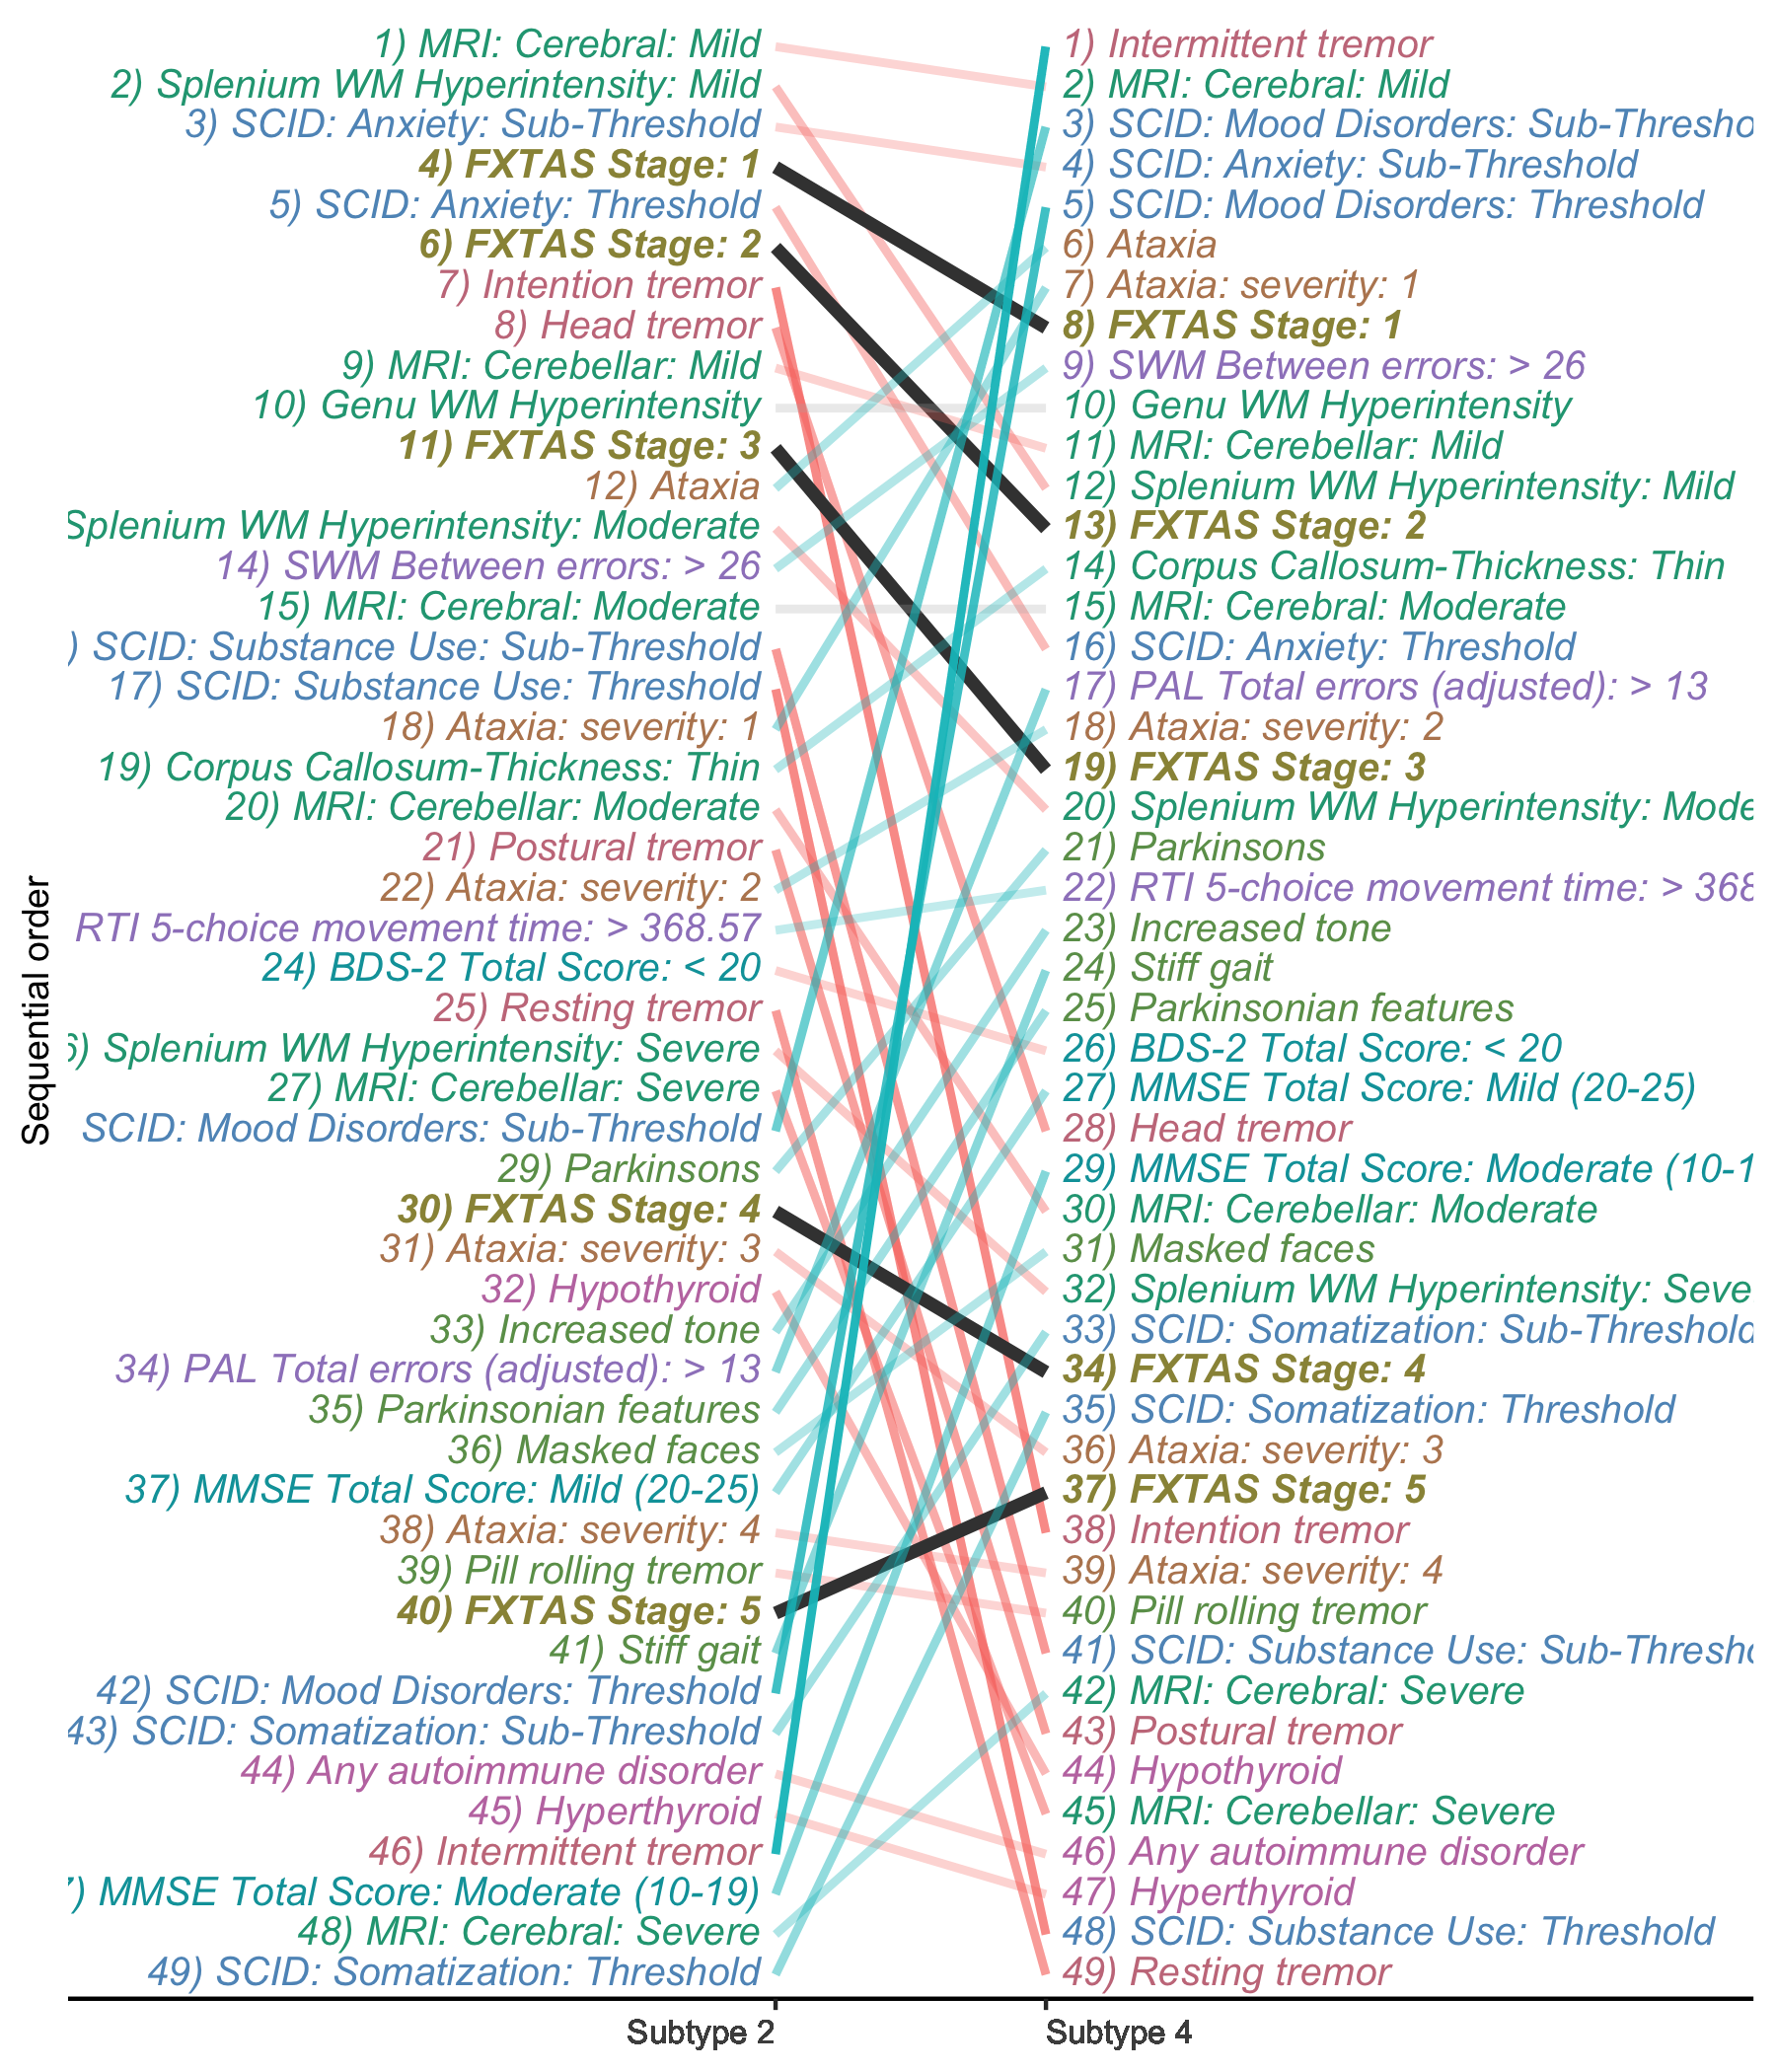 1) MRI: Cerebral: Mild
2) Splenium WM Hyperintensity: Mild
3) SCID: Anxiety: Sub-Threshold
4) FXTAS Stage: 1
5) SCID: Anxiety: Threshold
6) FXTAS Stage: 2
7) Intention tremor
8) Head tremor
9) MRI: Cerebellar: Mild
10) Genu WM Hyperintensity
11) FXTAS Stage: 3
12) Ataxia
Splenium WM Hyperintensity: Moderate
14) SWM Between errors: > 26
15) MRI: Cerebral: Moderate
) SCID: Substance Use: Sub-Threshold
17) SCID: Substance Use: Threshold
18) Ataxia: severity: 1
19) Corpus Callosum-Thickness: Thin
20) MRI: Cerebellar: Moderate
21) Postural tremor
22) Ataxia: severity: 2
RTI 5-choice movement time: > 368.57
24) BDS-2 Total Score: < 20
25) Resting tremor
6) Splenium WM Hyperintensity: Severe
27) MRI: Cerebellar: Severe
SCID: Mood Disorders: Sub-Threshold
29) Parkinsons
30) FXTAS Stage: 4
31) Ataxia: severity: 3
32) Hypothyroid
33) Increased tone
34) PAL Total errors (adjusted): > 13
35) Parkinsonian features
36) Masked faces
37) MMSE Total Score: Mild (20-25)
38) Ataxia: severity: 4
39) Pill rolling tremor
40) FXTAS Stage: 5
41) Stiff gait
42) SCID: Mood Disorders: Threshold
43) SCID: Somatization: Sub-Threshold
44) Any autoimmune disorder
45) Hyperthyroid
46) Intermittent tremor
) MMSE Total Score: Moderate (10-19)
48) MRI: Cerebral: Severe
49) SCID: Somatization: Threshold
1) Intermittent tremor
2) MRI: Cerebral: Mild
3) SCID: Mood Disorders: Sub-Thresho
4) SCID: Anxiety: Sub-Threshold
5) SCID: Mood Disorders: Threshold
6) Ataxia
7) Ataxia: severity: 1
8) FXTAS Stage: 1
9) SWM Between errors: > 26
10) Genu WM Hyperintensity
11) MRI: Cerebellar: Mild
12) Splenium WM Hyperintensity: Mild
13) FXTAS Stage: 2
14) Corpus Callosum-Thickness: Thin
15) MRI: Cerebral: Moderate
16) SCID: Anxiety: Threshold
17) PAL Total errors (adjusted): > 13
18) Ataxia: severity: 2
19) FXTAS Stage: 3
20) Splenium WM Hyperintensity: Mode
21) Parkinsons
22) RTI 5-choice movement time: > 368
23) Increased tone
24) Stiff gait
25) Parkinsonian features
26) BDS-2 Total Score: < 20
27) MMSE Total Score: Mild (20-25)
28) Head tremor
29) MMSE Total Score: Moderate (10-1
30) MRI: Cerebellar: Moderate
31) Masked faces
32) Splenium WM Hyperintensity: Seve
33) SCID: Somatization: Sub-Threshold
34) FXTAS Stage: 4
35) SCID: Somatization: Threshold
36) Ataxia: severity: 3
37) FXTAS Stage: 5
38) Intention tremor
39) Ataxia: severity: 4
40) Pill rolling tremor
41) SCID: Substance Use: Sub-Thresho
42) MRI: Cerebral: Severe
43) Postural tremor
44) Hypothyroid
45) MRI: Cerebellar: Severe
46) Any autoimmune disorder
47) Hyperthyroid
48) SCID: Substance Use: Threshold
49) Resting tremor
Sequential order
Subtype 2
Subtype 4